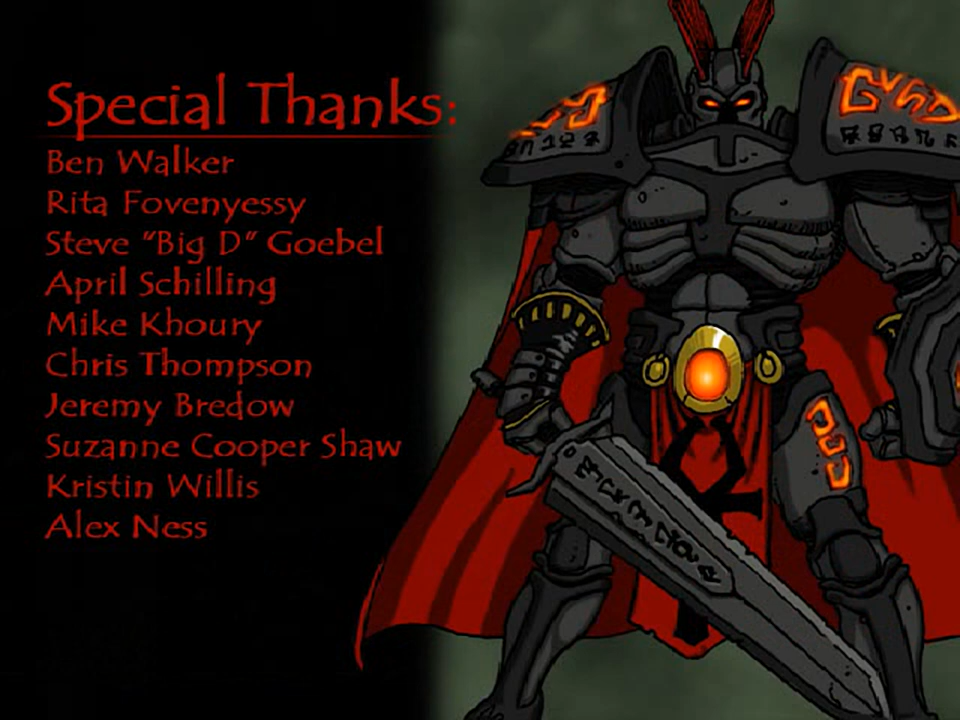 Special Thanks:
Ben Walker
Rita Fovenyessy
Steve “Big D” Goebel
April Schilling
Mike Khoury
Chris Thompson
Jeremy Bredow
Suzanne Cooper Shaw
Kristin Willis
Alex Ness